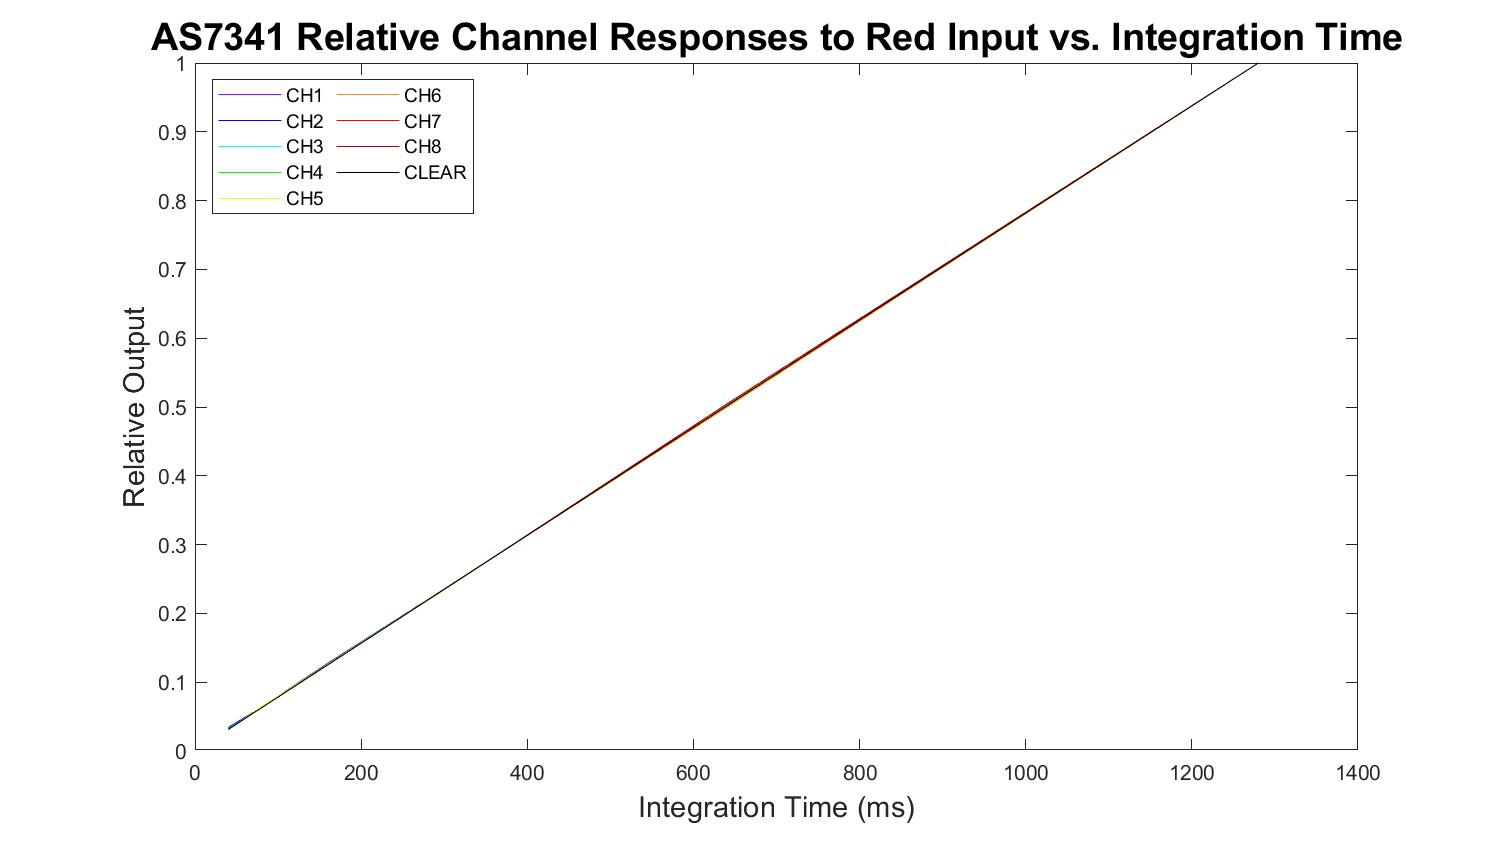 AS7341 Relative Channel Responses to Red Input vs. Integration Time
CH1 CH6
CH2 CH7
CH3 CH8
CH4 CLEAR
CH5
1
0.9
0.8
0.7
0.6
0.5
0.4
0.3
0.2
0.1
0
Relative Output
0 200 400 600 800 1000 1200 1400
Integration Time (ms)